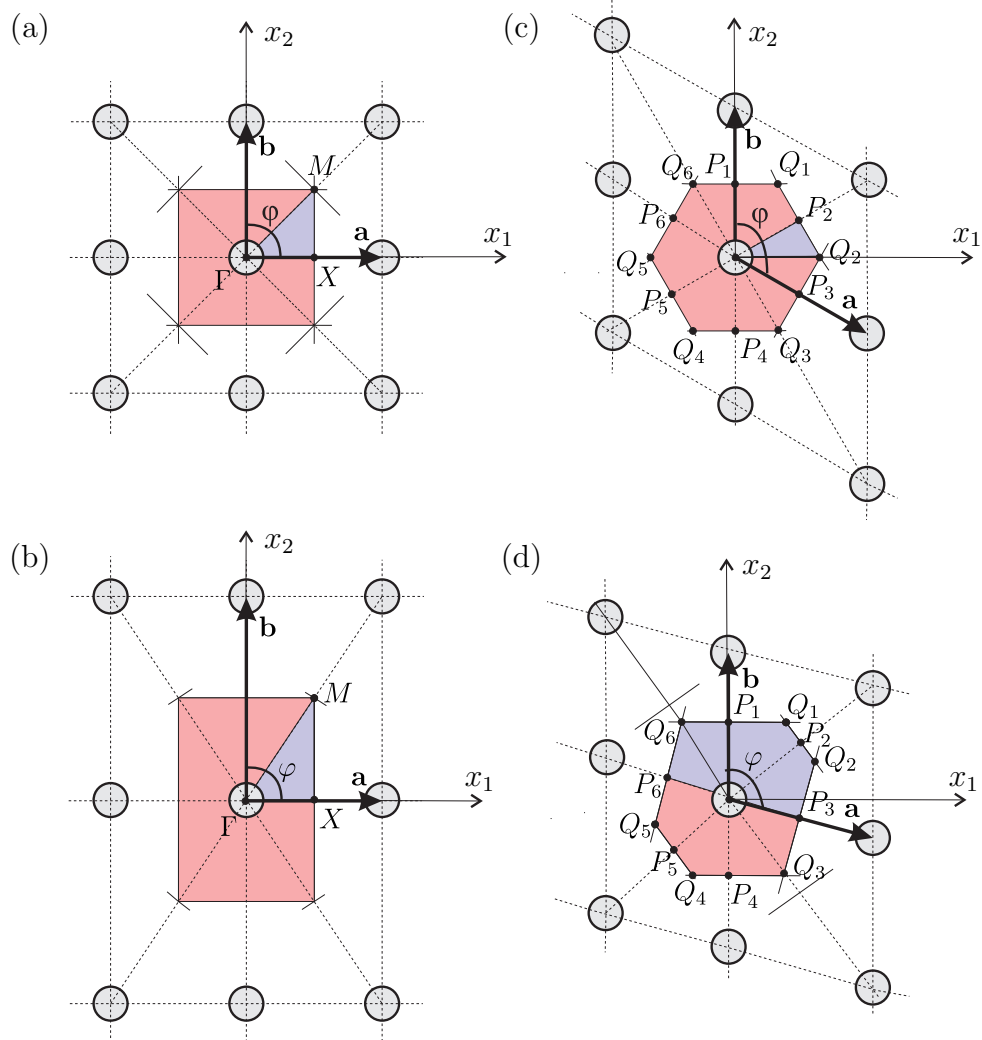 (a)
x₂
b
M
φ
a
x₁
Γ
X
(c)
x₂
b
Q₆
P₁
Q₁
P₆
φ
P₂
x₁
Q₅
Q₂
P₅
P₃
a
Q₄
P₄
Q₃
(b)
x₂
b
M
φ
a
x₁
Γ
X
(d)
x₂
b
P₁
Q₁
Q₆
P₂
φ
Q₂
P₆
x₁
P₃
a
Q₅
P₅
Q₃
Q₄
P₄